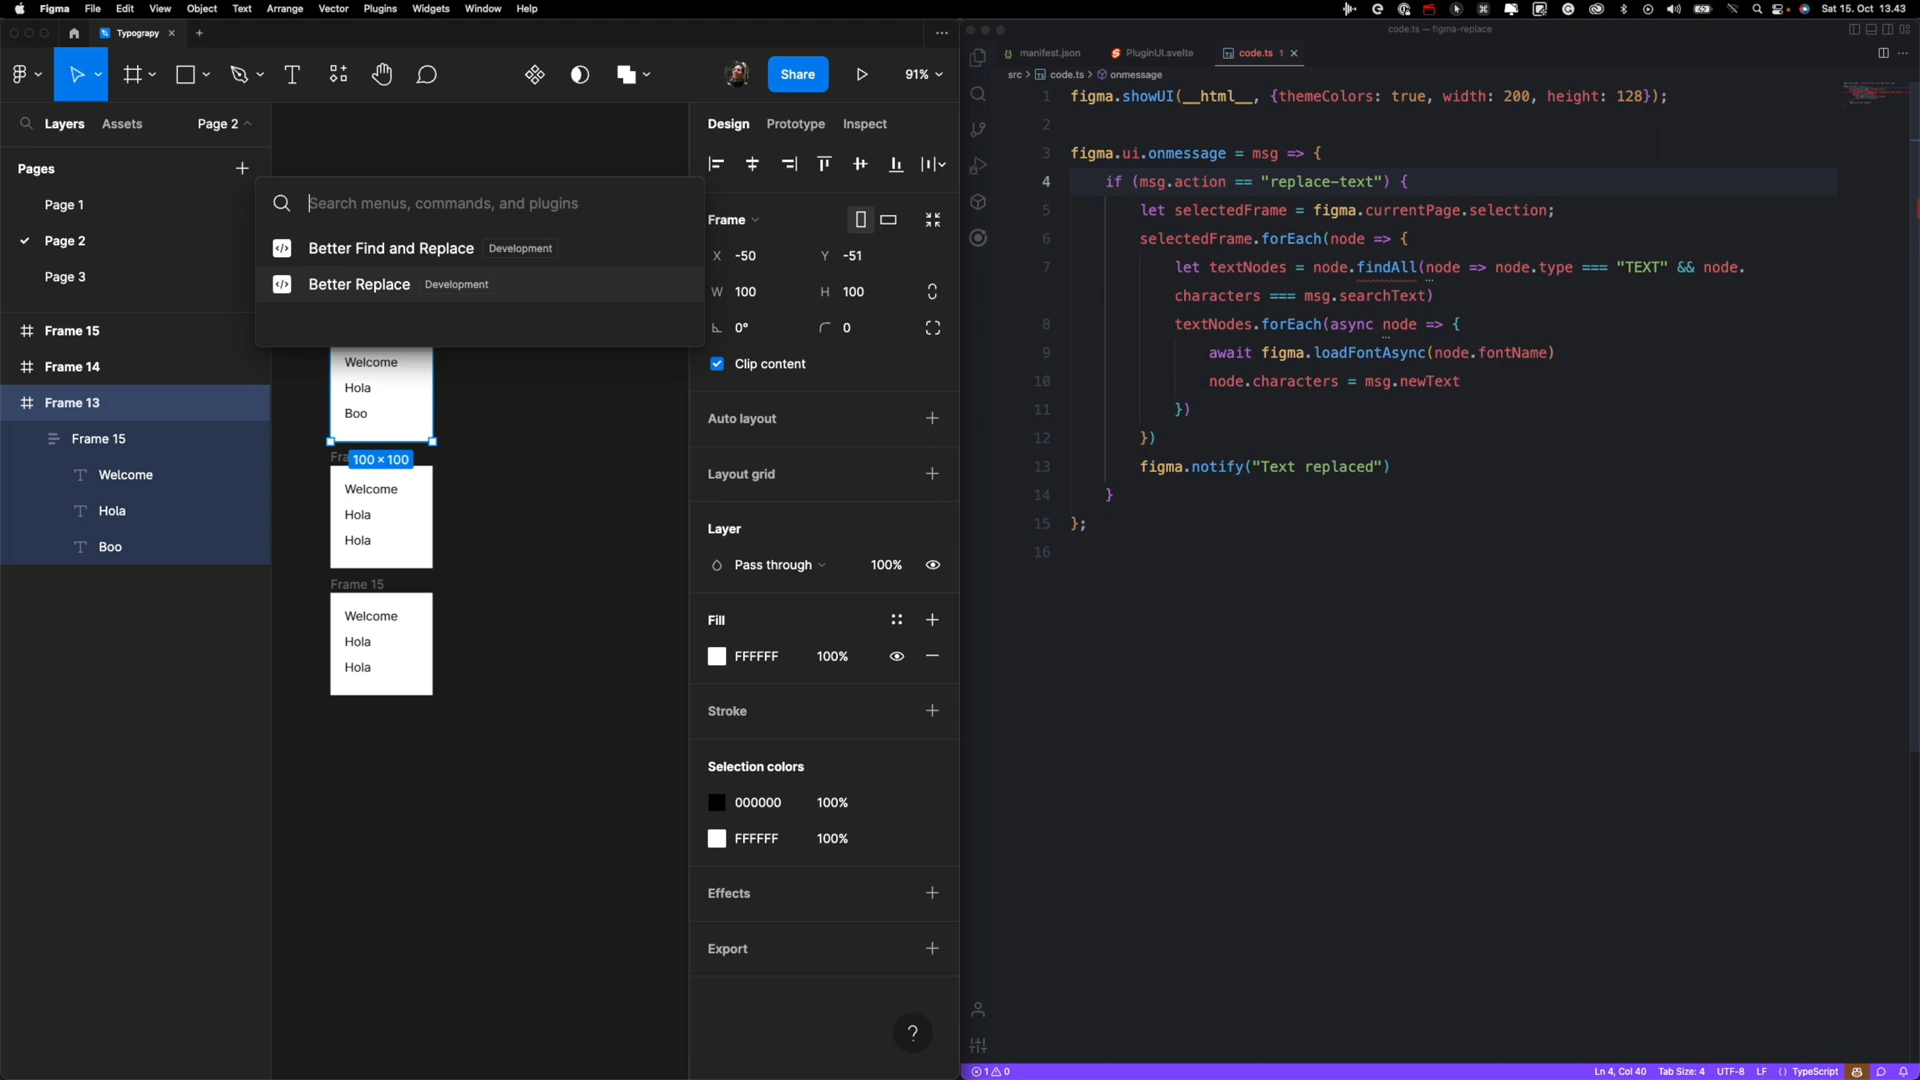 Figma File Edit View Object Text Arrange Vector Plugins Widgets Window Help
Sat 15. Oct 13.43
Typograpy
code.ts — figma-replace
manifest.json PluginUI.svelte code.ts 1
Share
91%
src > code.ts > onmessage
Layers Assets Page 2
Design Prototype Inspect
Pages
Page 1
Page 2
Page 3
Search menus, commands, and plugins
Better Find and Replace Development
Better Replace Development
Frame 15
Frame 14
Frame 13
Frame 15
Welcome
Hola
Boo
Welcome
Hola
Boo
Fra
100 × 100
Welcome
Hola
Hola
Frame 15
Welcome
Hola
Hola
Frame
X -50 Y -51
W 100 H 100
0° 0
Clip content
Auto layout
Layout grid
Layer
Pass through 100%
Fill
FFFFFF 100%
Stroke
Selection colors
000000 100%
FFFFFF 100%
Effects
Export
?
1 figma.showUI(__html__, {themeColors: true, width: 200, height: 128});
2
3 figma.ui.onmessage = msg => {
4 if (msg.action == "replace-text") {
5 let selectedFrame = figma.currentPage.selection;
6 selectedFrame.forEach(node => {
7 let textNodes = node.findAll(node => node.type === "TEXT" && node.
characters === msg.searchText)
8 textNodes.forEach(async node => {
9 await figma.loadFontAsync(node.fontName)
10 node.characters = msg.newText
11 })
12 })
13 figma.notify("Text replaced")
14 }
15 };
16
1 0
Ln 4, Col 40 Tab Size: 4 UTF-8 LF {} TypeScript